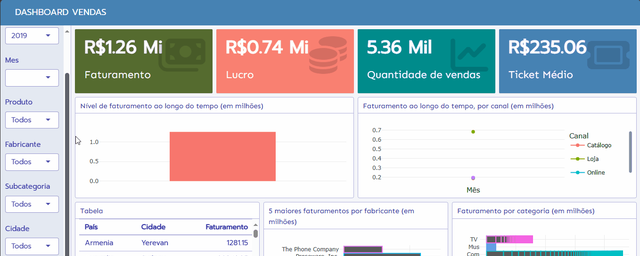 DASHBOARD VENDAS
2019
Mes
Produto
Todos
Fabricante
Todos
Subcategoria
Todos
Cidade
Todos
R$1.26 Mi
Faturamento
R$0.74 Mi
Lucro
5.36 Mil
Quantidade de vendas
R$235.06
Ticket Médio
Nível de faturamento ao longo do tempo (em milhões)
1.0
0.5
0.0
Faturamento ao longo do tempo, por canal (em milhões)
0.7
0.6
0.5
0.4
0.3
0.2
Mês
Canal
Catálogo
Loja
Online
Tabela
País Cidade Faturamento
Armenia Yerevan 1281.15
5 maiores faturamentos por fabricante (em
milhões)
The Phone Company
Faturamento por categoria (em milhões)
TV
Mus
Com